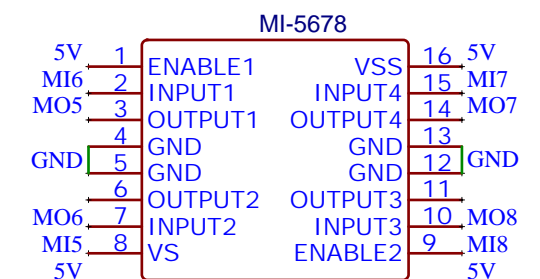 MI-5678
5V 1 ENABLE1 VSS 16 5V
MI6 2 INPUT1 INPUT4 15 MI7
MO5 3 OUTPUT1 OUTPUT4 14 MO7
4 GND GND 13
GND 5 GND GND 12 GND
6 OUTPUT2 OUTPUT3 11
MO6 7 INPUT2 INPUT3 10 MO8
MI5 8 VS ENABLE2 9 MI8
5V 5V